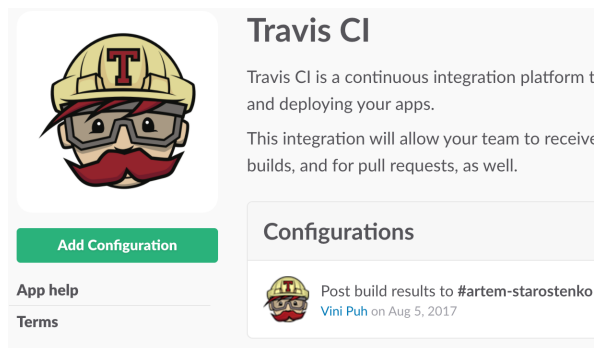 T
Travis CI
Travis CI is a continuous integration platform
and deploying your apps.
This integration will allow your team to receive
builds, and for pull requests, as well.
Add Configuration
App help
Terms
Configurations
T
Post build results to #artem-starostenko
Vini Puh on Aug 5, 2017